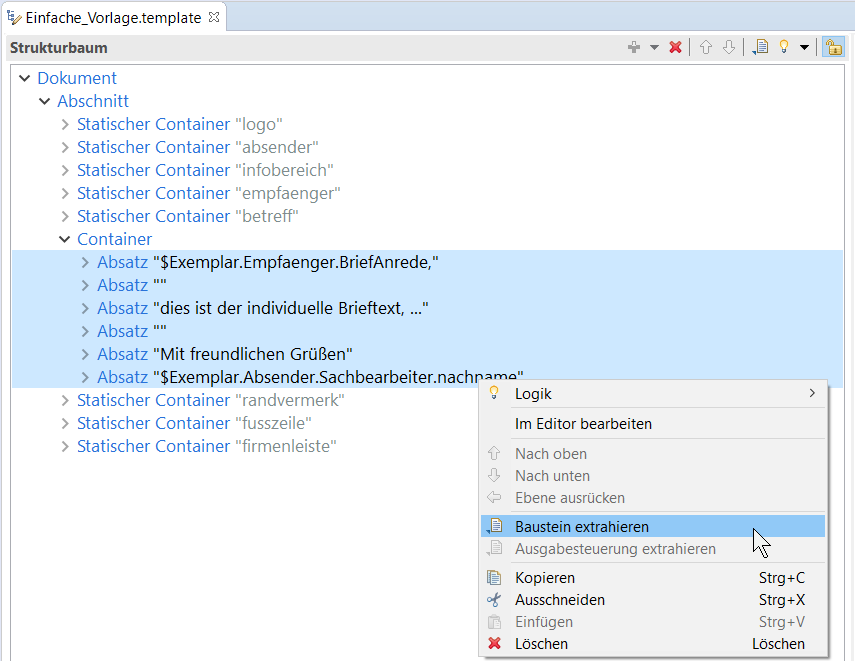 Einfache_Vorlage.template
Strukturbaum
Dokument
Abschnitt
Statischer Container "logo"
Statischer Container "absender"
Statischer Container "infobereich"
Statischer Container "empfaenger"
Statischer Container "betreff"
Container
Absatz "$Exemplar.Empfaenger.BriefAnrede,"
Absatz ""
Absatz "dies ist der individuelle Brieftext, ..."
Absatz ""
Absatz "Mit freundlichen Grüßen"
Absatz "$Exemplar.Absender.Sachbearbeiter.nachname"
Statischer Container "randvermerk"
Statischer Container "fusszeile"
Statischer Container "firmenleiste"
Logik
Im Editor bearbeiten
Nach oben
Nach unten
Ebene ausrücken
Baustein extrahieren
Ausgabesteuerung extrahieren
Kopieren Strg+C
Ausschneiden Strg+X
Einfügen Strg+V
Löschen Löschen